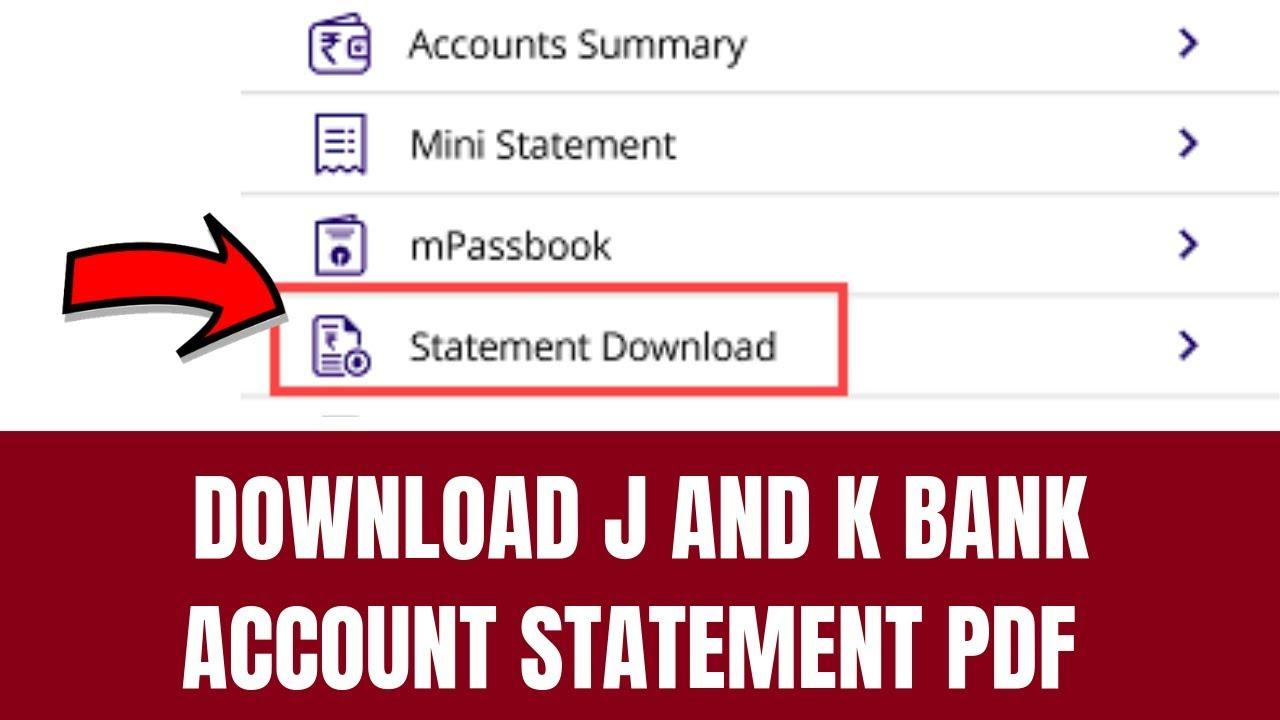 Accounts Summary
Mini Statement
mPassbook
Statement Download
DOWNLOAD J AND K BANK
ACCOUNT STATEMENT PDF